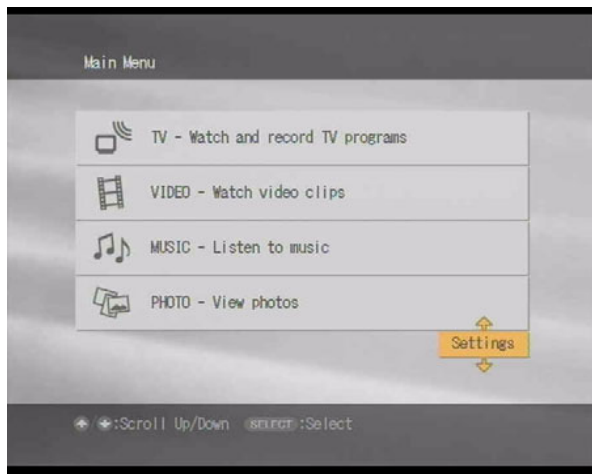 Main Menu
TV - Watch and record TV programs
VIDEO - Watch video clips
MUSIC - Listen to music
PHOTO - View photos
Settings
/ :Scroll Up/Down SELECT :Select